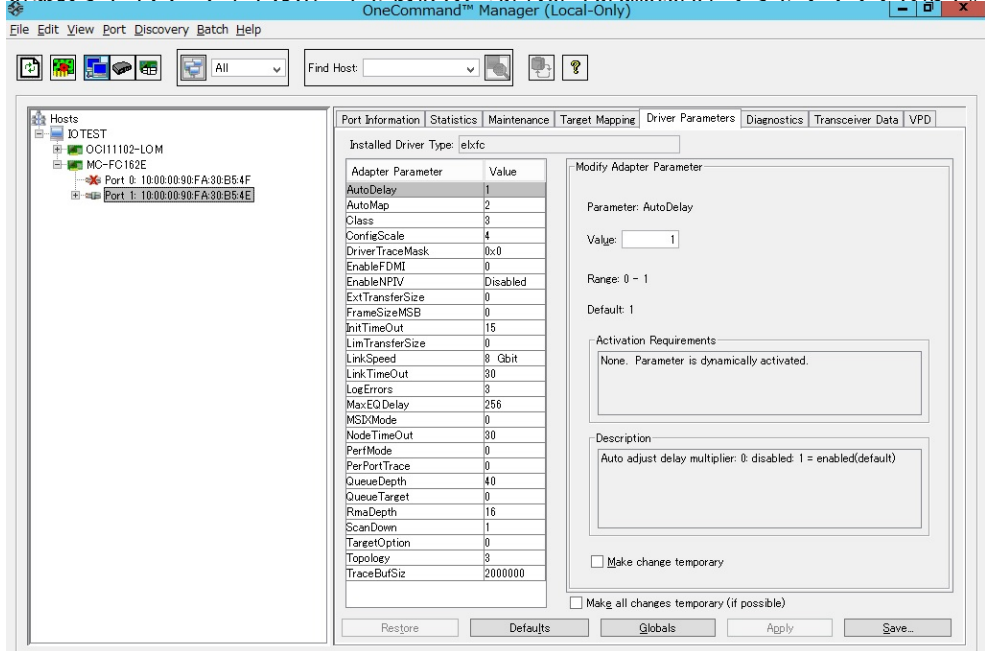 OneCommand™ Manager (Local-Only)
File Edit View Port Discovery Batch Help
All
Find Host:
Hosts
IOTEST
OCl11102-LOM
MC-FC162E
Port 0: 10:00:00:90:FA:30:B5:4F
Port 1: 10:00:00:90:FA:30:B5:4E
Port Information Statistics Maintenance Target Mapping Driver Parameters Diagnostics Transceiver Data VPD
Installed Driver Type: elxfc
Adapter Parameter Value
AutoDelay 1
AutoMap 2
Class 3
ConfigScale 4
DriverTraceMask 0x0
EnableFDMI 0
EnableNPIV Disabled
ExtTransferSize 0
FrameSizeMSB 0
InitTimeOut 15
LimTransferSize 0
LinkSpeed 8 Gbit
LinkTimeOut 30
LogErrors 3
MaxEQDelay 256
MSIXMode 0
NodeTimeOut 30
PerfMode 0
PerPortTrace 0
QueueDepth 40
QueueTarget 0
RmaDepth 16
ScanDown 1
TargetOption 0
Topology 3
TraceBufSiz 2000000
Modify Adapter Parameter
Parameter: AutoDelay
Value: 1
Range: 0 - 1
Default: 1
Activation Requirements
None. Parameter is dynamically activated.
Description
Auto adjust delay multiplier: 0: disabled: 1 = enabled(default)
Make change temporary
Make all changes temporary (if possible)
Restore Defaults Globals Apply Save...